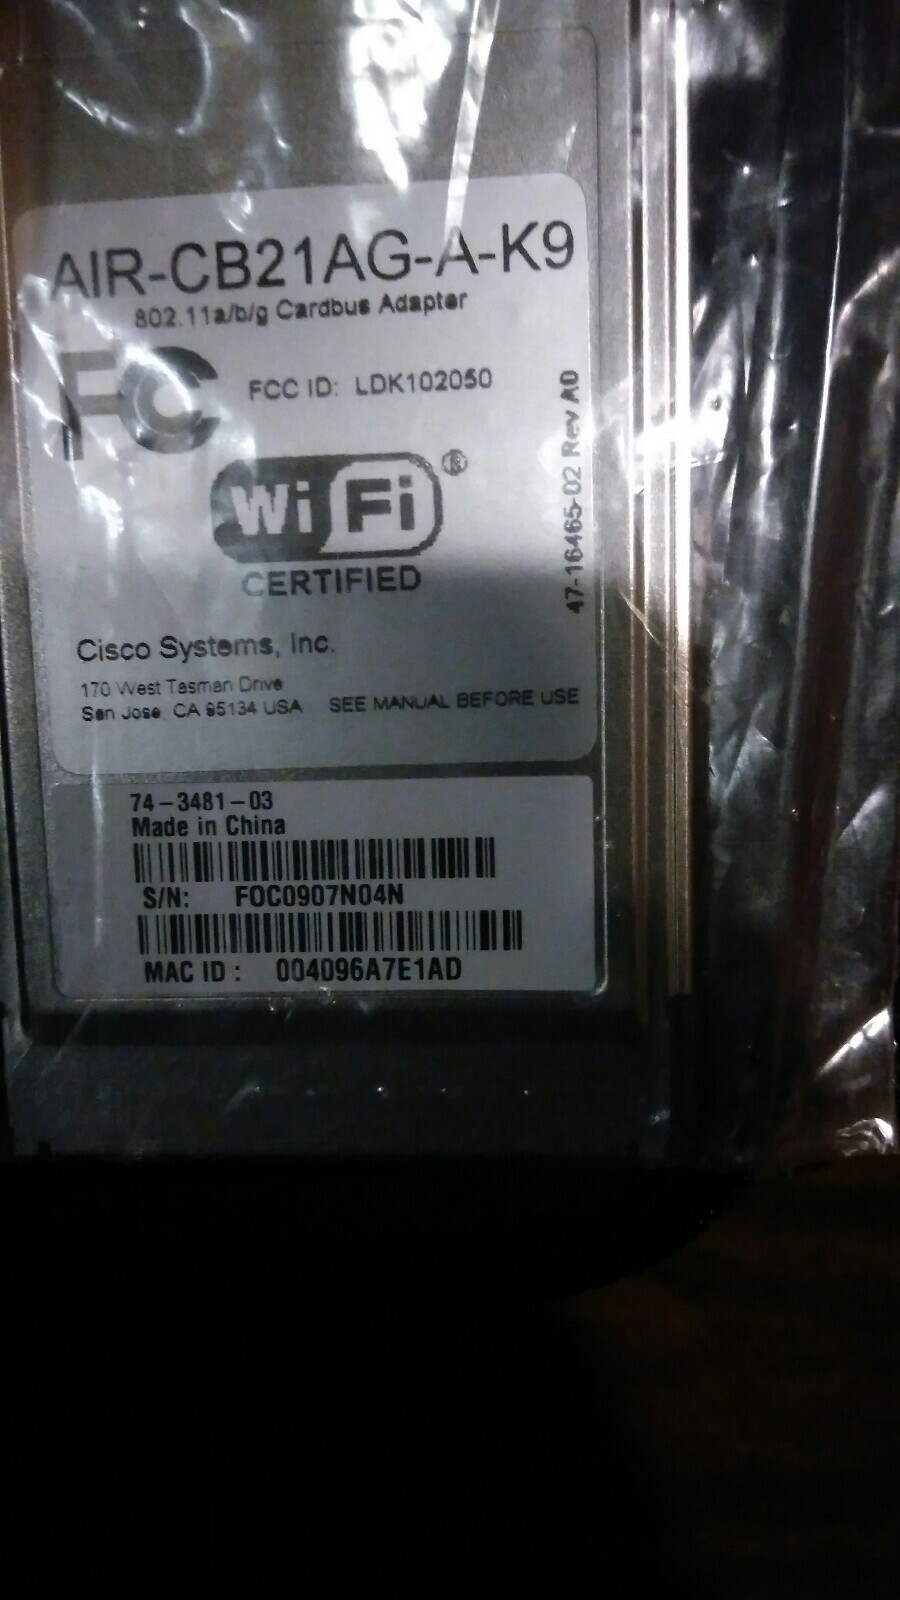 AIR-CB21AG-A-K9
802.11a/b/g Cardbus Adapter
FC
FCC ID: LDK102050
47-16465-02 Rev A0
Wi Fi ®
CERTIFIED
Cisco Systems, Inc.
170 West Tasman Drive
San Jose, CA 95134 USA SEE MANUAL BEFORE USE
74-3481-03
Made in China
S/N: FOC0907N04N
MAC ID : 004096A7E1AD